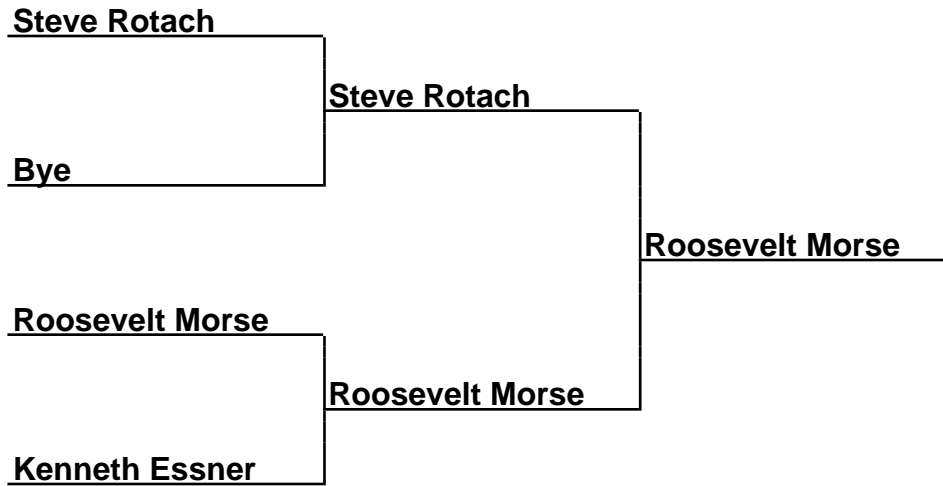 Steve Rotach
Steve Rotach
Bye
Roosevelt Morse
Roosevelt Morse
Roosevelt Morse
Kenneth Essner